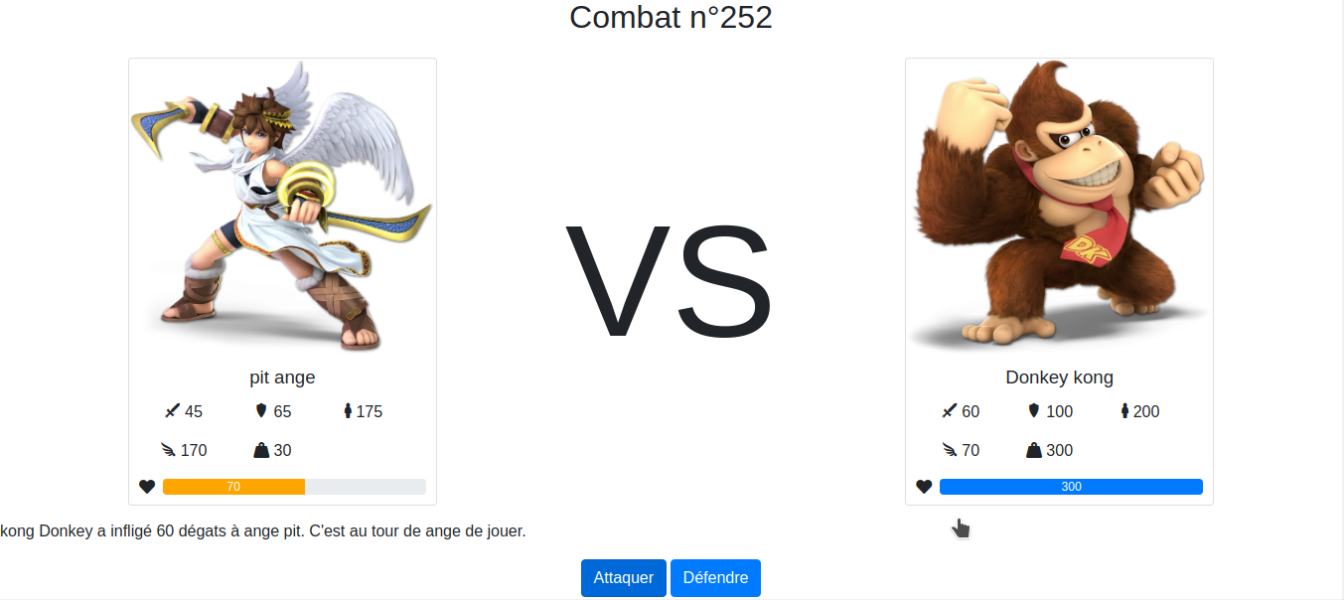 Combat n°252
VS
DK
pit ange
45 65 175
170 30
70
Donkey kong
60 100 200
70 300
300
kong Donkey a infligé 60 dégats à ange pit. C'est au tour de ange de jouer.
Attaquer Défendre